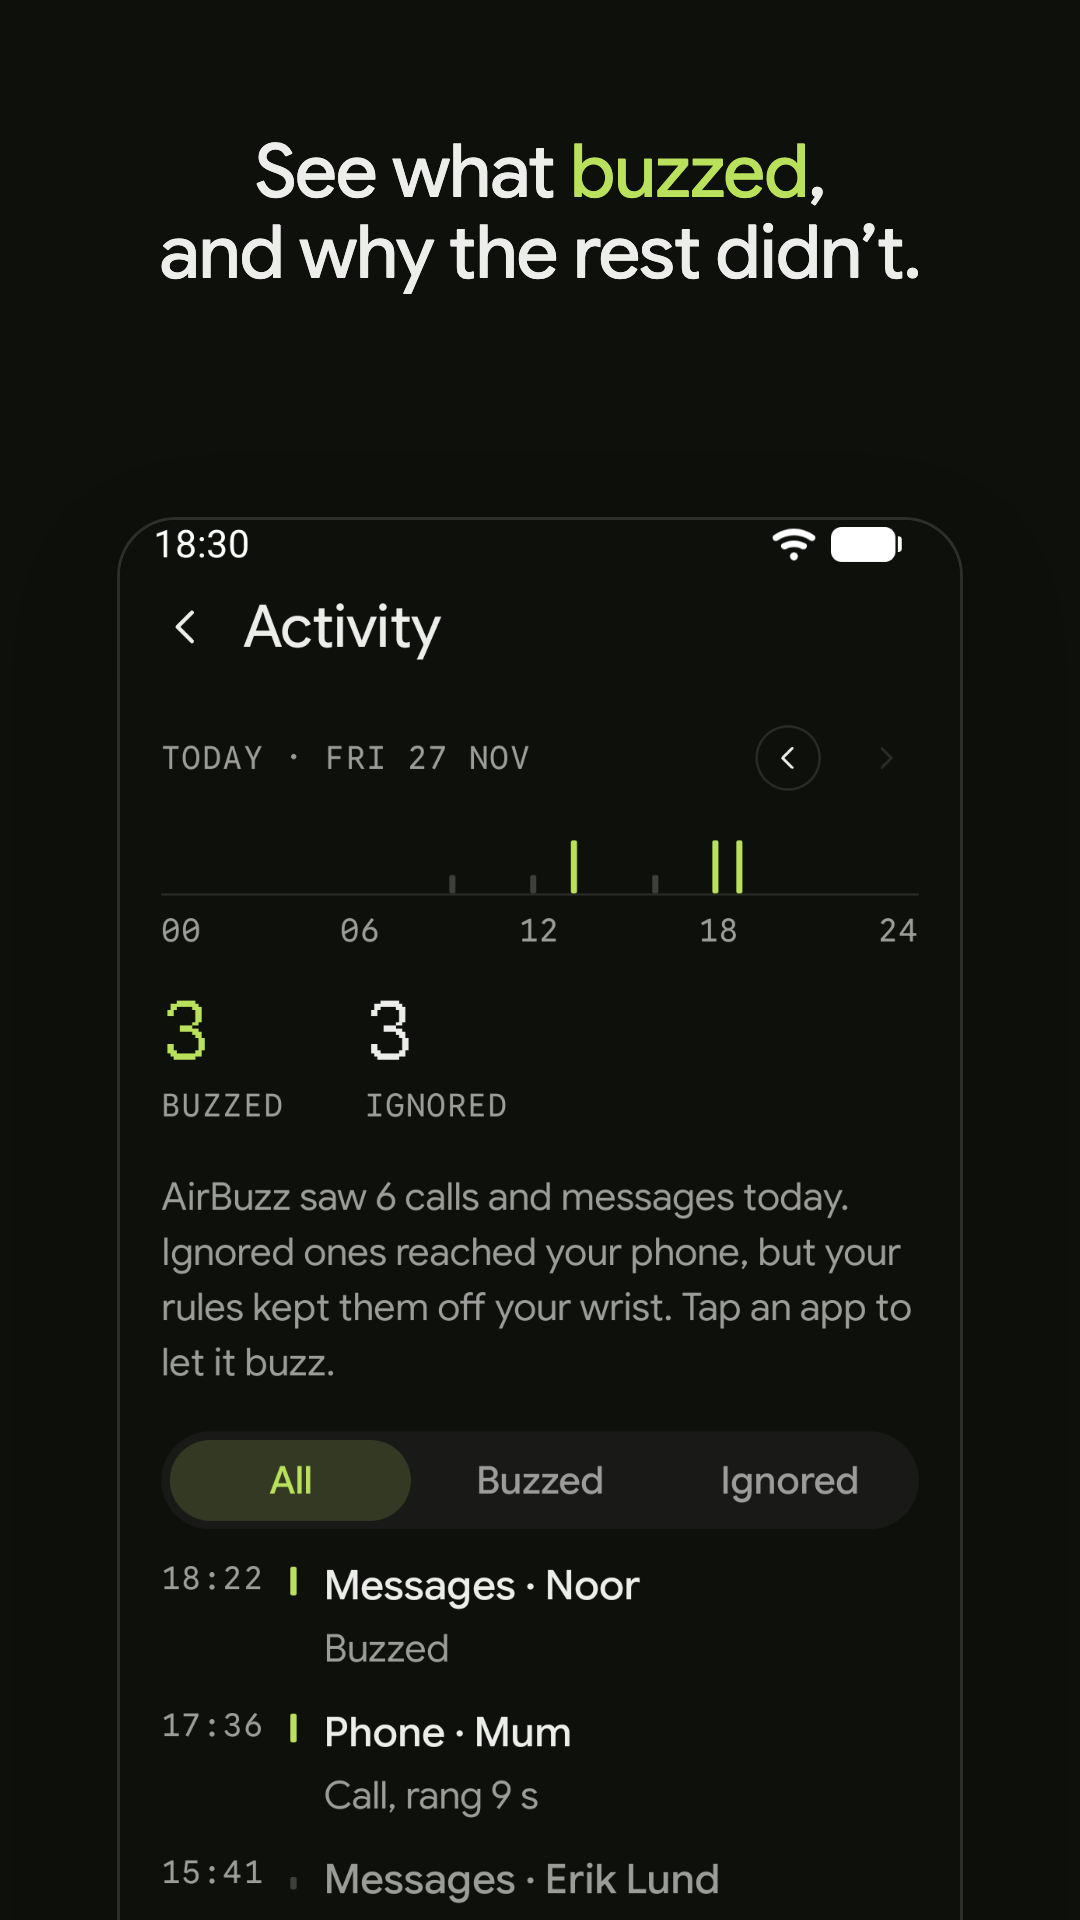 See what buzzed,
and why the rest didn’t.
18:30
Activity
TODAY · FRI 27 NOV
00 06 12 18 24
3 3
BUZZED IGNORED
AirBuzz saw 6 calls and messages today.
Ignored ones reached your phone, but your
rules kept them off your wrist. Tap an app to
let it buzz.
All Buzzed Ignored
18:22 Messages · Noor
Buzzed
17:36 Phone · Mum
Call, rang 9 s
15:41 Messages · Erik Lund